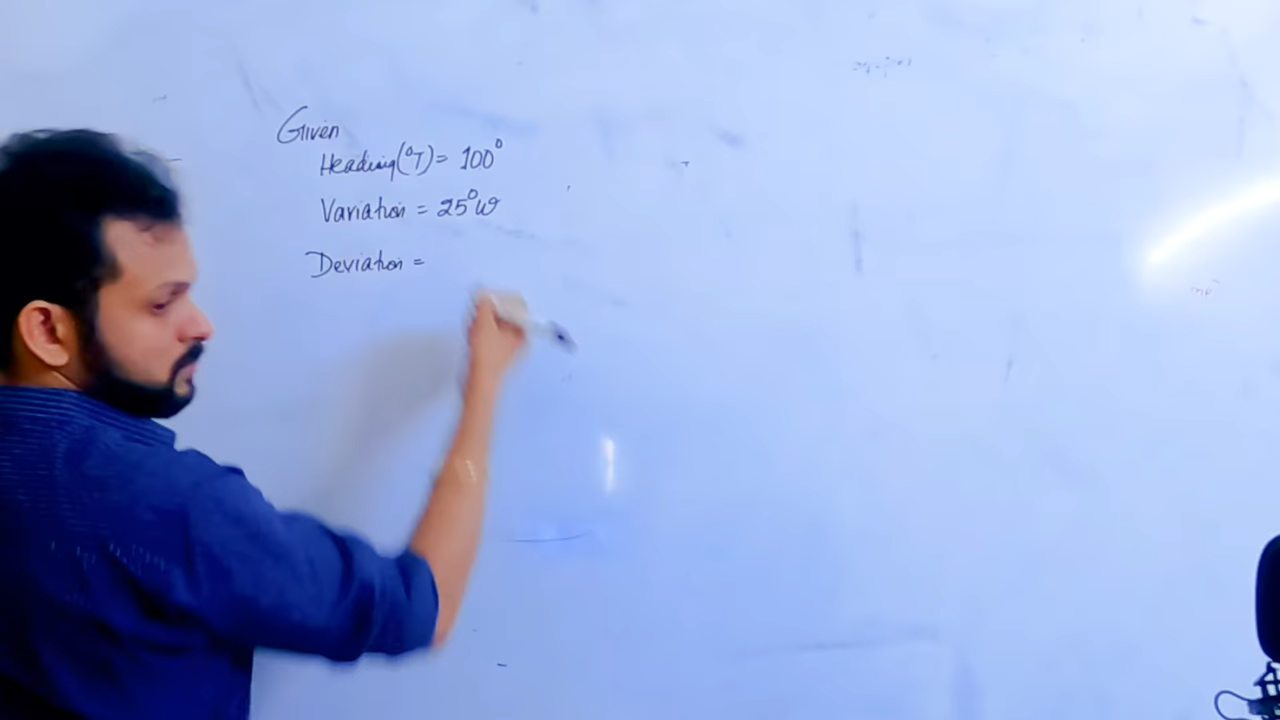 Given
Heading(°T)= 100°
Variation = 25°W
Deviation =